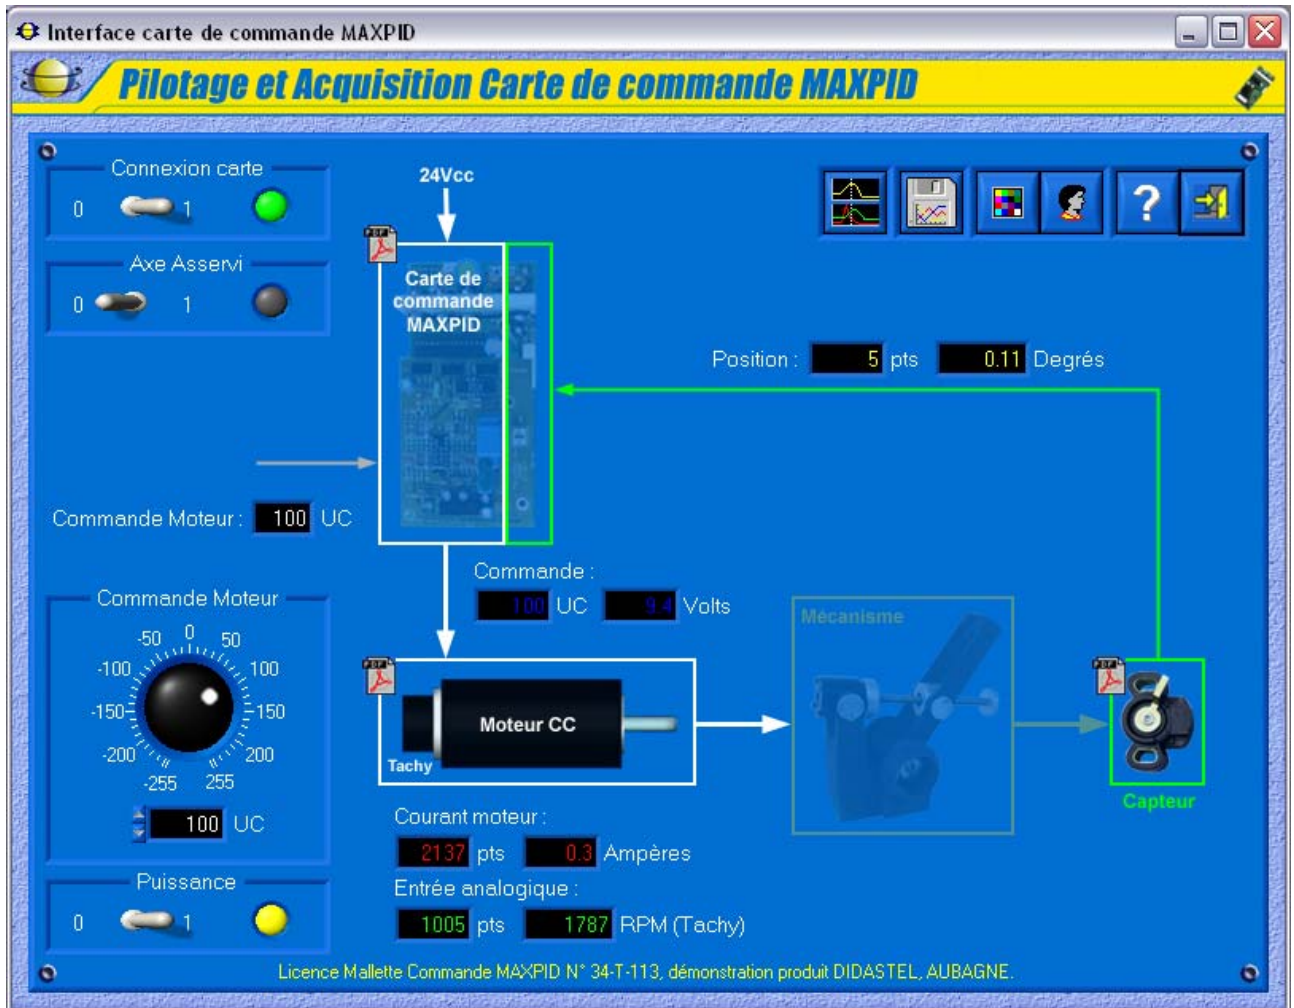 Interface carte de commande MAXPID
Pilotage et Acquisition Carte de commande MAXPID
Connexion carte
0 1
24Vcc
?
PDF
Axe Asservi
0 1
Carte de
commande
MAXPID
Position : 5 pts 0.11 Degrés
Commande Moteur : 100 UC
Commande :
100 UC 9.4 Volts
Commande Moteur
0
-50 50
-100 100
-150 150
-200 200
-255 255
100 UC
Mécanisme
PDF
Moteur CC
Tachy
PDF
Capteur
Courant moteur :
2137 pts 0.3 Ampères
Entrée analogique :
1005 pts 1787 RPM (Tachy)
Puissance
0 1
Licence Mallette Commande MAXPID N° 34-T-113, démonstration produit DIDASTEL, AUBAGNE.